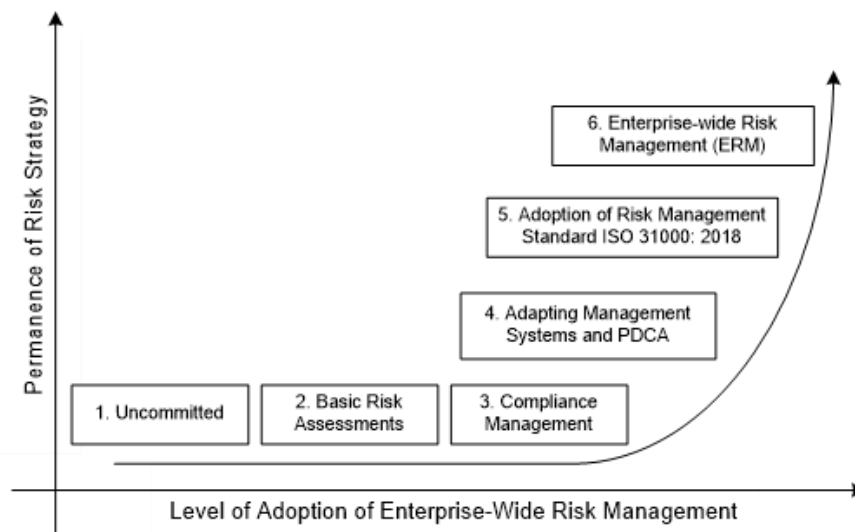 Permanence of Risk Strategy
6. Enterprise-wide Risk
Management (ERM)
5. Adoption of Risk Management
Standard ISO 31000: 2018
4. Adapting Management
Systems and PDCA
1. Uncommitted
2. Basic Risk
Assessments
3. Compliance
Management
Level of Adoption of Enterprise-Wide Risk Management